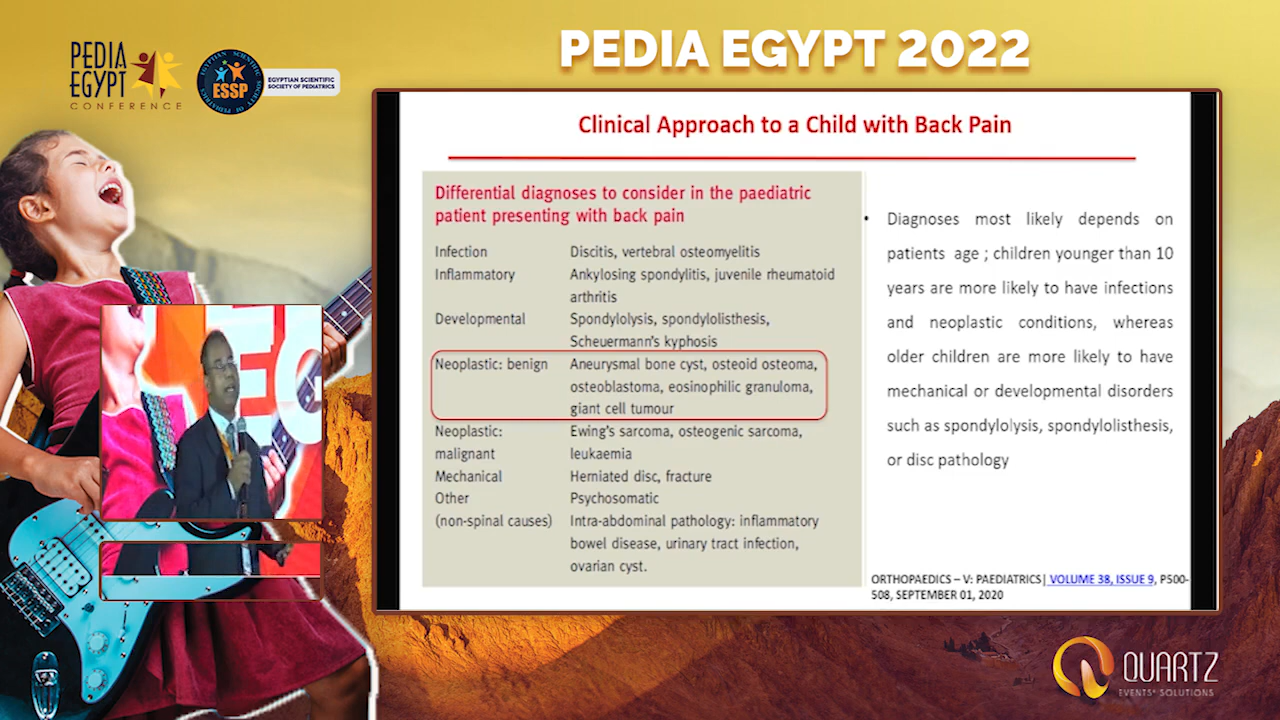 PEDIA EGYPT 2022
PEDIA
EGYPT
CONFERENCE
ESSP
EGYPTIAN SCIENTIFIC
SOCIETY OF PEDIATRICS
Clinical Approach to a Child with Back Pain
Differential diagnoses to consider in the paediatric
patient presenting with back pain
Infection Discitis, vertebral osteomyelitis
Inflammatory Ankylosing spondylitis, juvenile rheumatoid
arthritis
Developmental Spondylolysis, spondylolisthesis,
Scheuermann's kyphosis
Neoplastic: benign Aneurysmal bone cyst, osteoid osteoma,
osteoblastoma, eosinophilic granuloma,
giant cell tumour
Neoplastic: Ewing's sarcoma, osteogenic sarcoma,
malignant leukaemia
Mechanical Herniated disc, fracture
Other Psychosomatic
(non-spinal causes) Intra-abdominal pathology: inflammatory
bowel disease, urinary tract infection,
ovarian cyst.
• Diagnoses most likely depends on
patients age ; children younger than 10
years are more likely to have infections
and neoplastic conditions, whereas
older children are more likely to have
mechanical or developmental disorders
such as spondylolysis, spondylolisthesis,
or disc pathology
ORTHOPAEDICS – V: PAEDIATRICS| VOLUME 38, ISSUE 9, P500-
508, SEPTEMBER 01, 2020
QUARTZ
EVENTS' SOLUTIONS